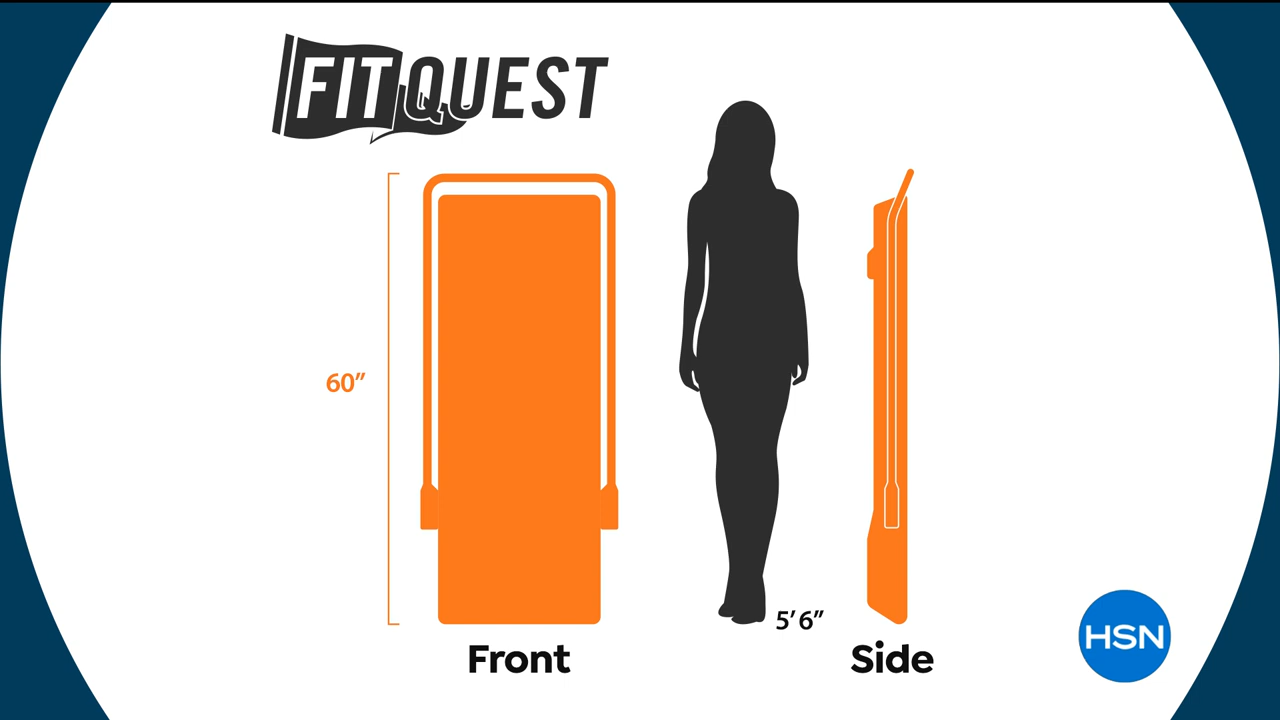 FITQUEST
60”
5’ 6”
Front
Side
HSN